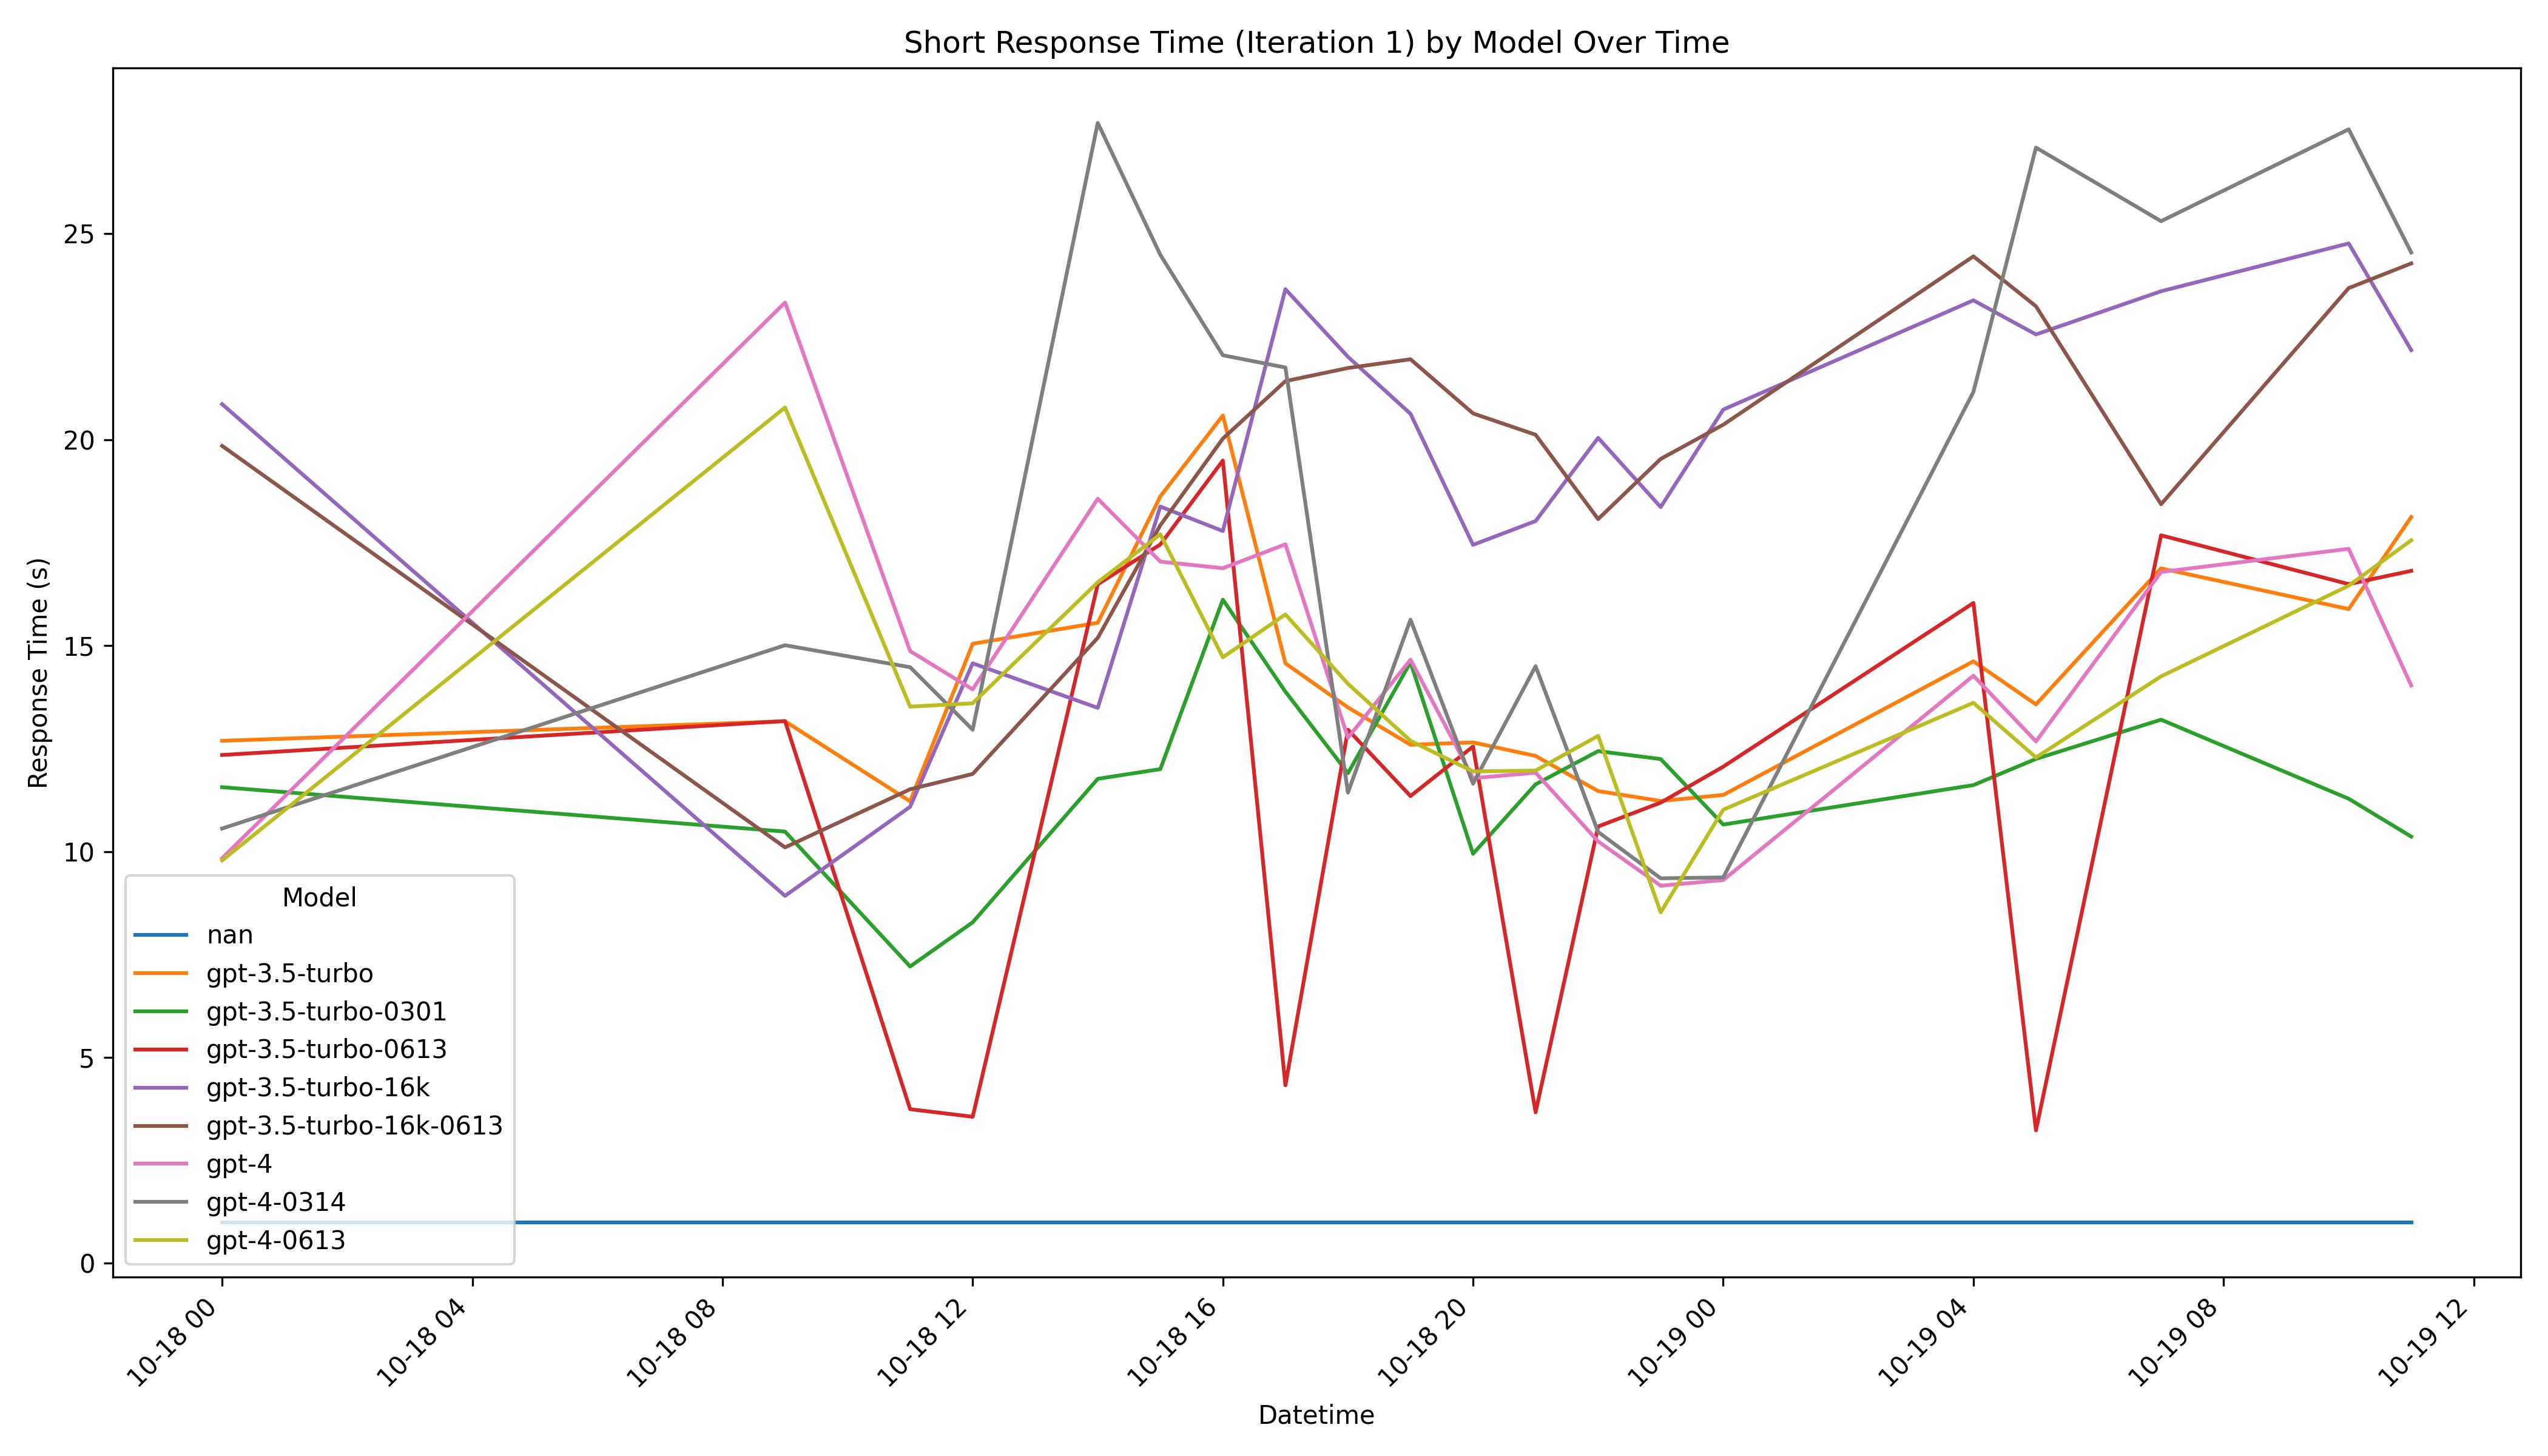 Short Response Time (Iteration 1) by Model Over Time
Response Time (s)
25
20
15
10
5
0
Model
nan
gpt-3.5-turbo
gpt-3.5-turbo-0301
gpt-3.5-turbo-0613
gpt-3.5-turbo-16k
gpt-3.5-turbo-16k-0613
gpt-4
gpt-4-0314
gpt-4-0613
10-18 00
10-18 04
10-18 08
10-18 12
10-18 16
10-18 20
10-19 00
10-19 04
10-19 08
10-19 12
Datetime